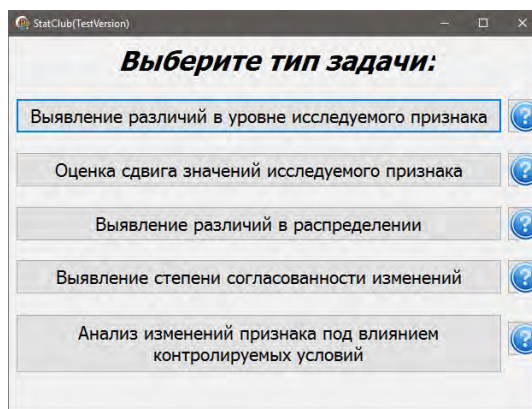 StatClub(TestVersion)
Выберите тип задачи:
Выявление различий в уровне исследуемого признака
?
Оценка сдвига значений исследуемого признака
?
Выявление различий в распределении
?
Выявление степени согласованности изменений
?
Анализ изменений признака под влиянием
контролируемых условий
?